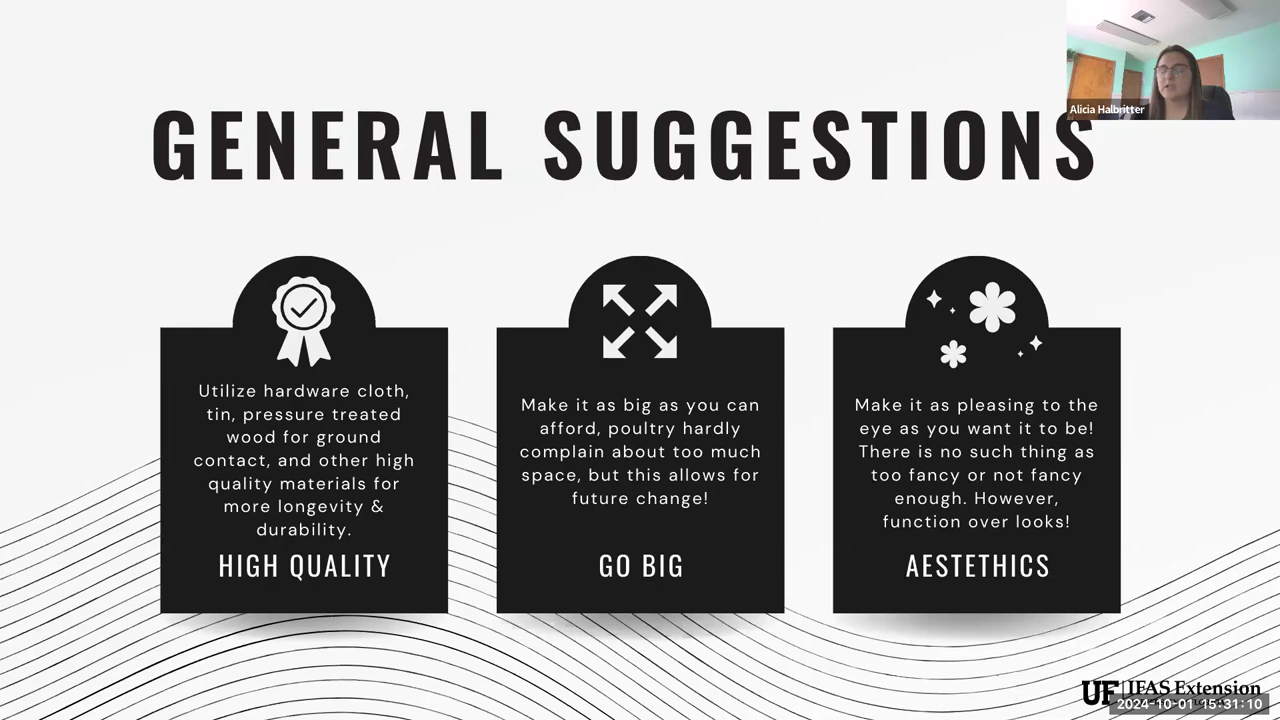 Alicia Halbritter
GENERAL SUGGESTIONS
Utilize hardware cloth,
tin, pressure treated
wood for ground
contact, and other high
quality materials for
more longevity &
durability.
HIGH QUALITY
Make it as big as you can
afford, poultry hardly
complain about too much
space, but this allows for
future change!
GO BIG
Make it as pleasing to the
eye as you want it to be!
There is no such thing as
too fancy or not fancy
enough. However,
function over looks!
AESTETHICS
UF IFAS Extension
2024-10-01 15:31:10